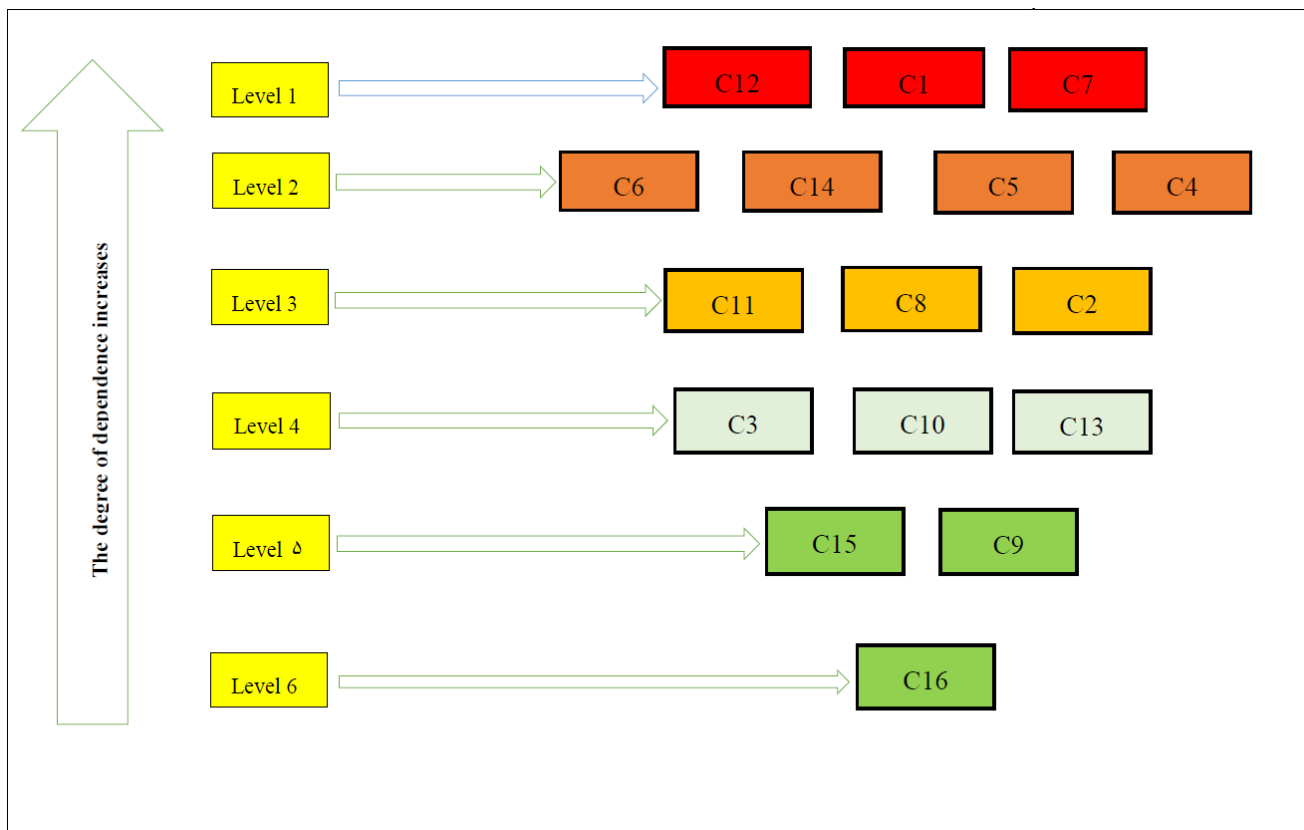 The degree of dependence increases
Level 1
C12
C1
C7
Level 2
C6
C14
C5
C4
Level 3
C11
C8
C2
Level 4
C3
C10
C13
Level ۵
C15
C9
Level 6
C16